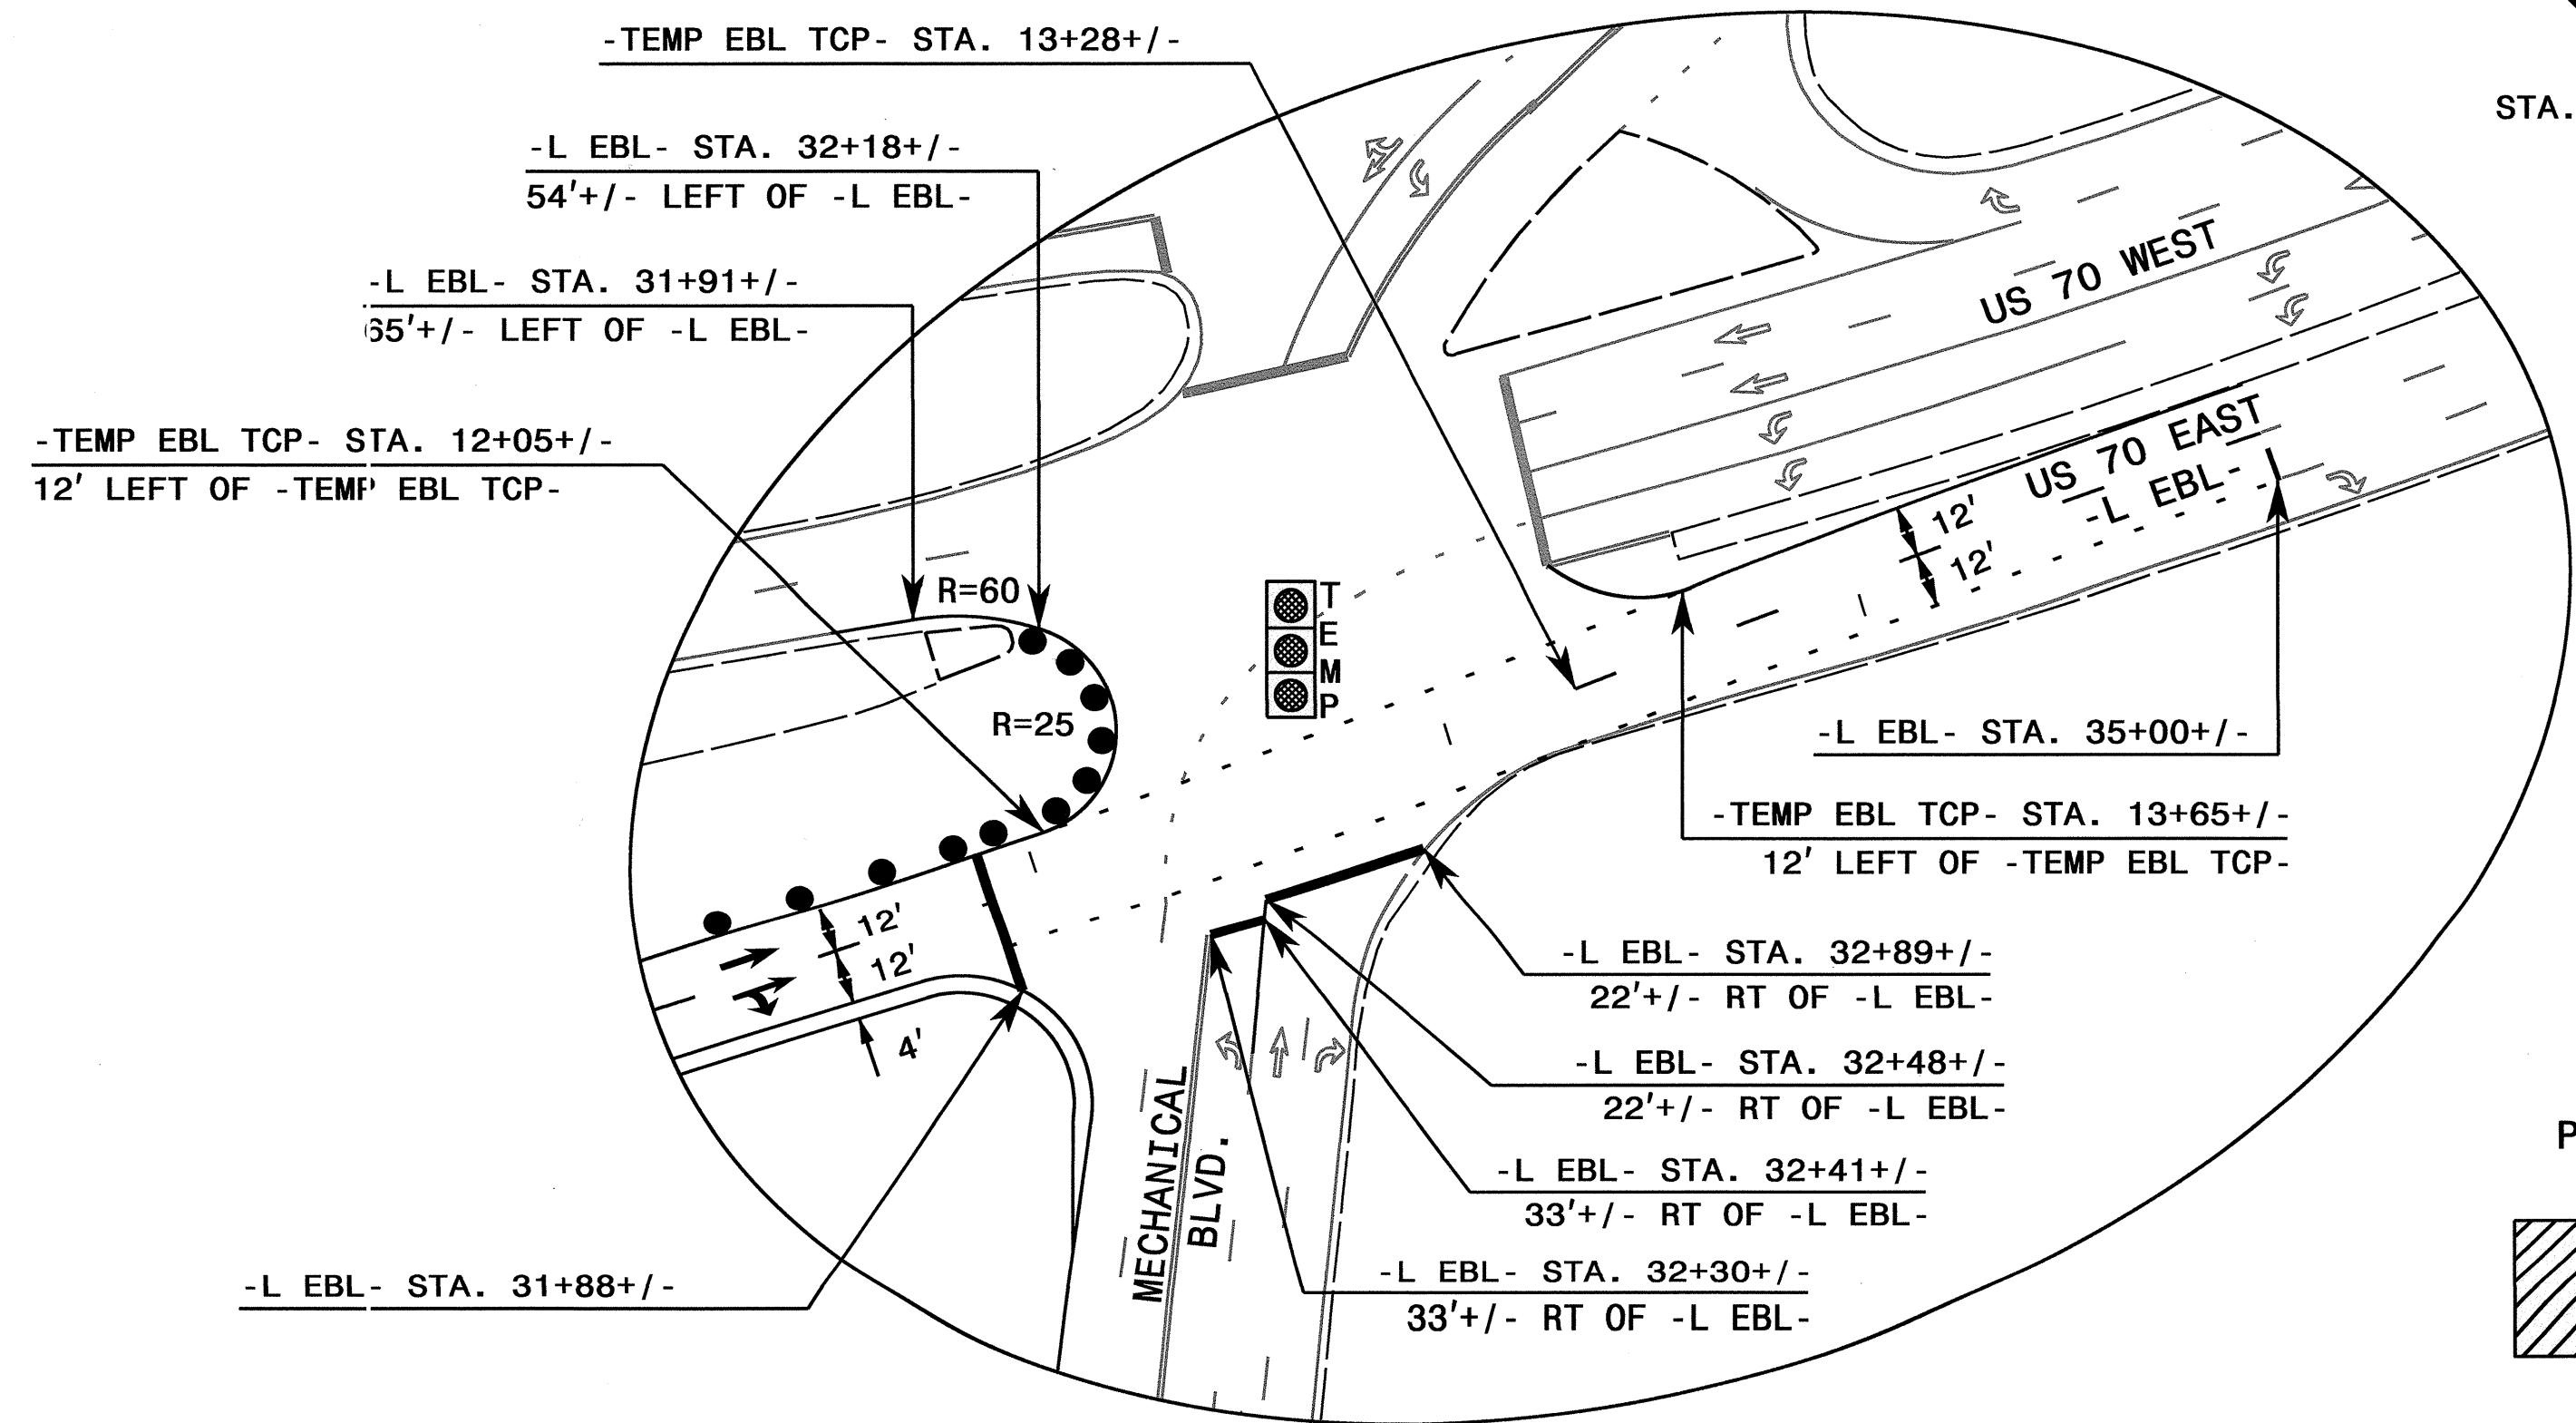 -TEMP EBL TCP- STA. 13+28+/-
STA.
-L EBL- STA. 32+18+/-
54'+/- LEFT OF -L EBL-
-L EBL- STA. 31+91+/-
65'+/- LEFT OF -L EBL-
-TEMP EBL TCP- STA. 12+05+/-
12' LEFT OF -TEMP EBL TCP-
US 70 WEST
US 70 EAST
-L EBL-
12'
12'
R=60
R=25
TEMP
-L EBL- STA. 35+00+/-
-TEMP EBL TCP- STA. 13+65+/-
12' LEFT OF -TEMP EBL TCP-
12'
12'
4'
-L EBL- STA. 32+89+/-
22'+/- RT OF -L EBL-
-L EBL- STA. 32+48+/-
22'+/- RT OF -L EBL-
P
-L EBL- STA. 32+41+/-
33'+/- RT OF -L EBL-
MECHANICAL
BLVD.
-L EBL- STA. 32+30+/-
33'+/- RT OF -L EBL-
-L EBL- STA. 31+88+/-